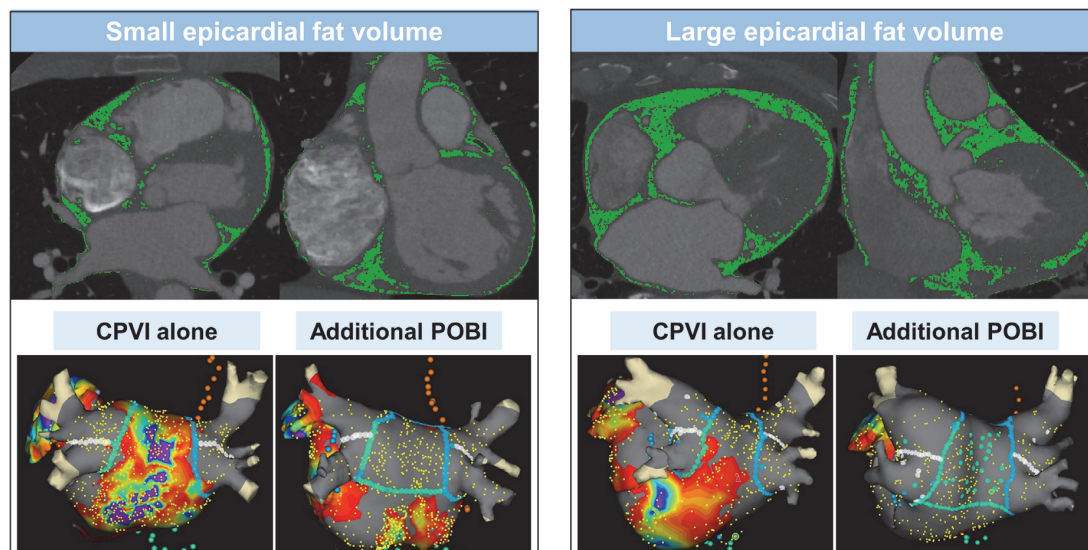 Small epicardial fat volume
Large epicardial fat volume
CPVI alone
Additional POBI
CPVI alone
Additional POBI